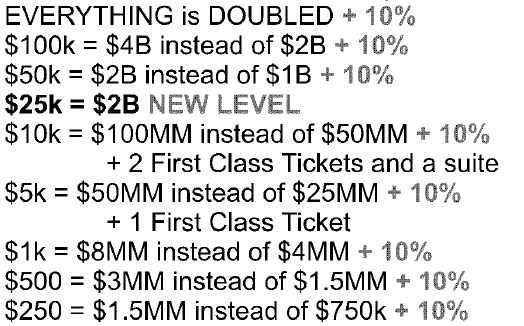 EVERYTHING is DOUBLED + 10%
$100k = $4B instead of $2B + 10%
$50k = $2B instead of $1B + 10%
$25k = $2B NEW LEVEL
$10k = $100MM instead of $50MM + 10%
+ 2 First Class Tickets and a suite
$5k = $50MM instead of $25MM + 10%
+ 1 First Class Ticket
$1k = $8MM instead of $4MM + 10%
$500 = $3MM instead of $1.5MM + 10%
$250 = $1.5MM instead of $750k + 10%